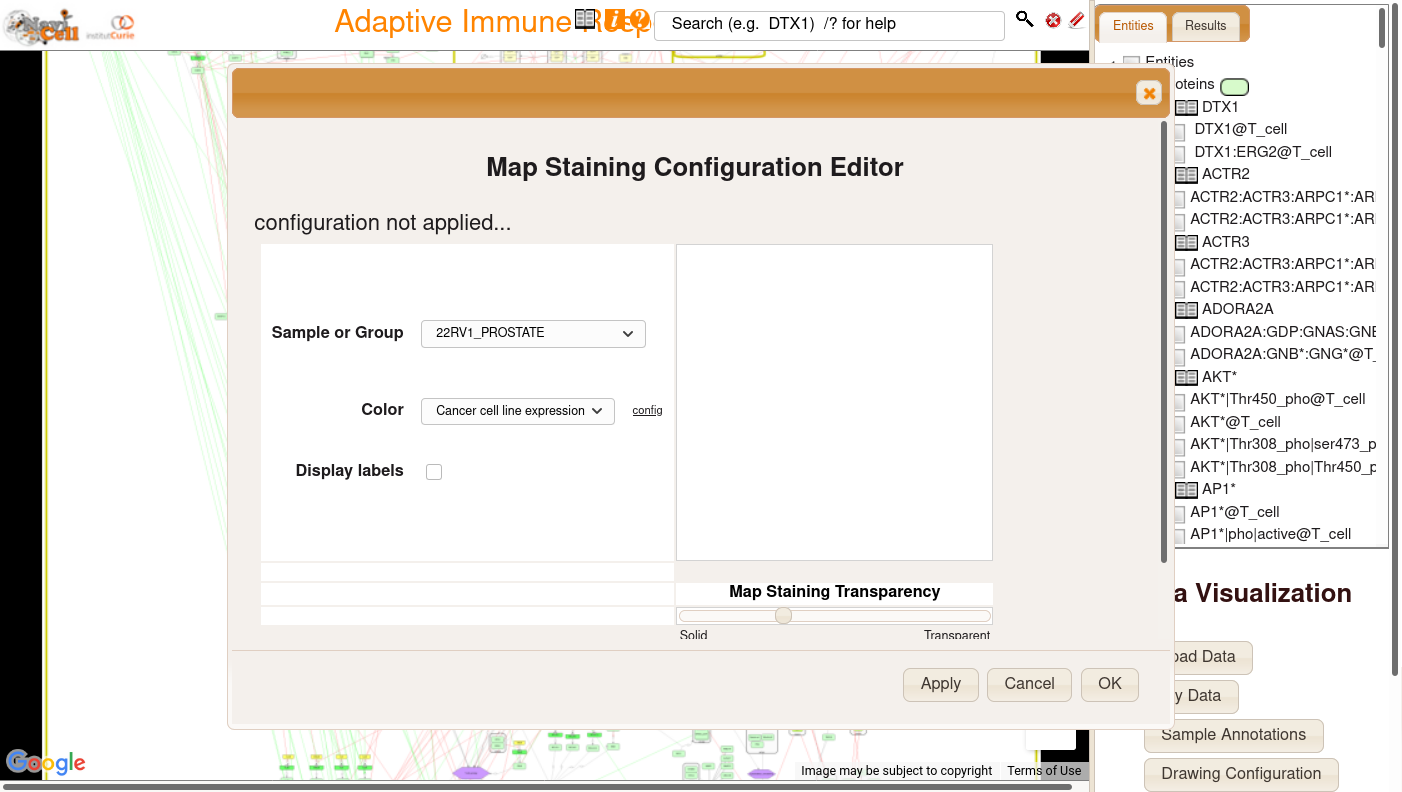 Navi
Cell
institutCurie
Adaptive Immune Resp
Search (e.g. DTX1) /? for help
Entities
Results
Entities
oteins
DTX1
DTX1@T_cell
DTX1:ERG2@T_cell
ACTR2
ACTR2:ACTR3:ARPC1*:AR
ACTR2:ACTR3:ARPC1*:AR
ACTR3
ACTR2:ACTR3:ARPC1*:AR
ACTR2:ACTR3:ARPC1*:AR
ADORA2A
ADORA2A:GDP:GNAS:GNB
ADORA2A:GNB*:GNG*@T_
AKT*
AKT*|Thr450_pho@T_cell
AKT*@T_cell
AKT*|Thr308_pho|ser473_p
AKT*|Thr308_pho|Thr450_p
AP1*
AP1*@T_cell
AP1*|pho|active@T_cell
Map Staining Configuration Editor
configuration not applied...
Sample or Group
22RV1_PROSTATE
Color
Cancer cell line expression
config
Display labels
Map Staining Transparency
Solid
Transparent
Apply
Cancel
OK
a Visualization
oad Data
y Data
Sample Annotations
Drawing Configuration
Google
Image may be subject to copyright
Terms of Use